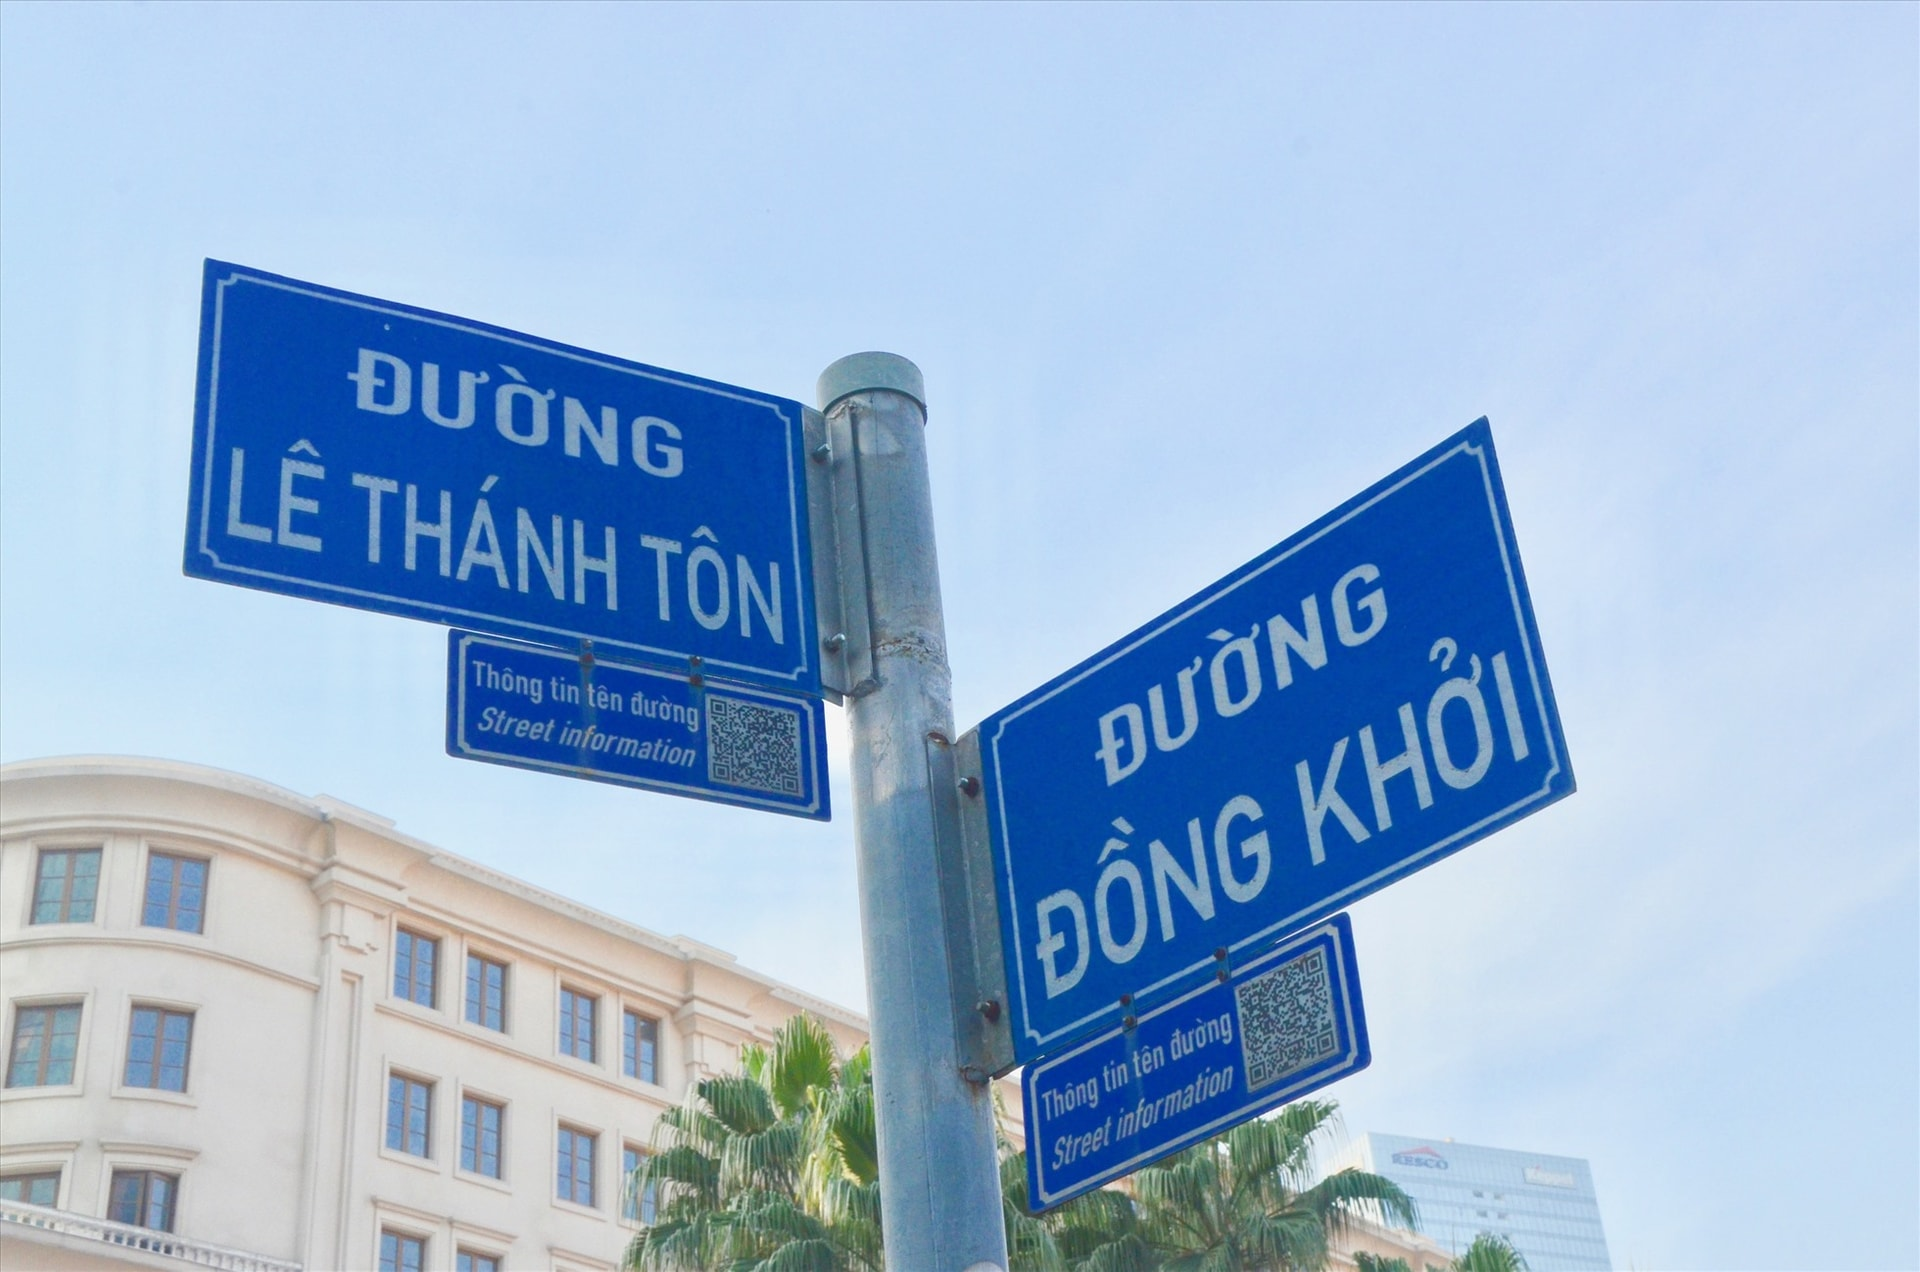 ĐƯỜNG
LÊ THÁNH TÔN
Thông tin tên đường
Street information
ĐƯỜNG
ĐỒNG KHỞI
Thông tin tên đường
Street information
RESCO